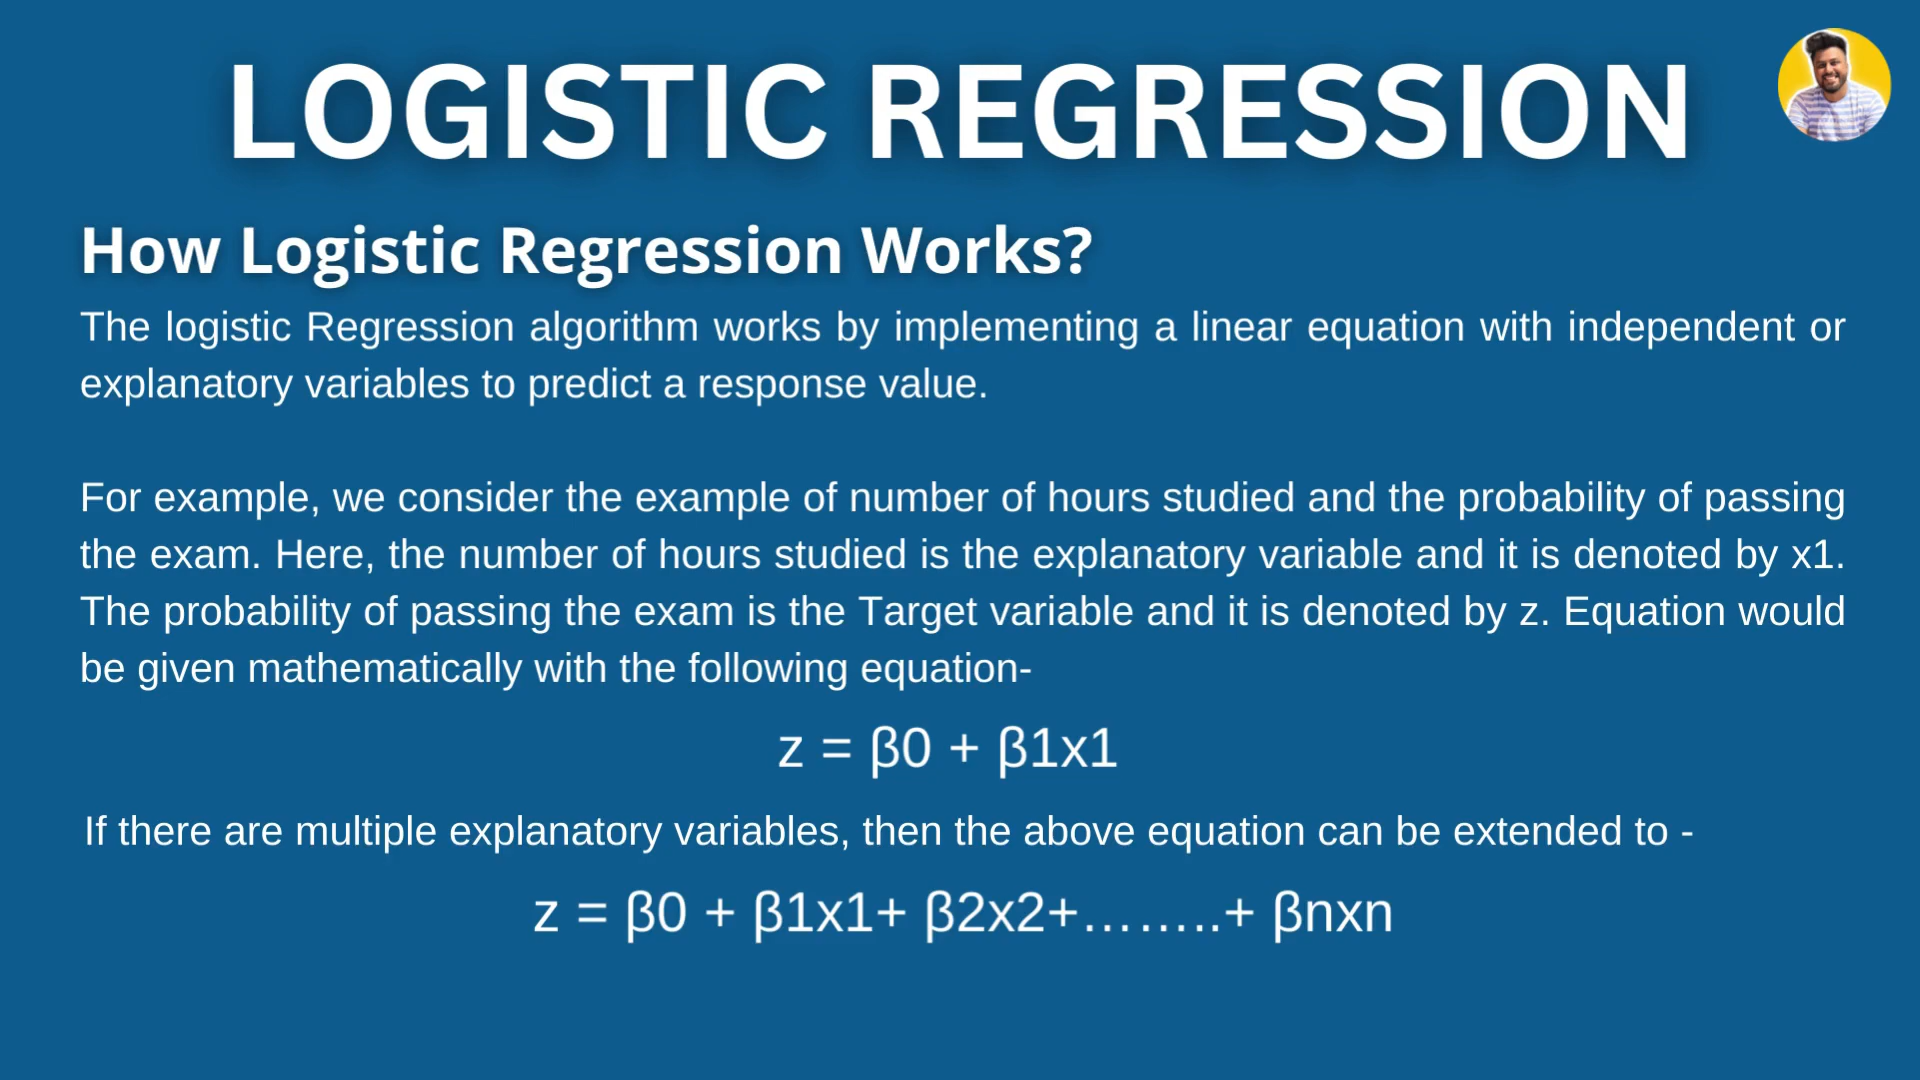 LOGISTIC REGRESSION
How Logistic Regression Works?
The logistic Regression algorithm works by implementing a linear equation with independent or
explanatory variables to predict a response value.
For example, we consider the example of number of hours studied and the probability of passing
the exam. Here, the number of hours studied is the explanatory variable and it is denoted by x1.
The probability of passing the exam is the Target variable and it is denoted by z. Equation would
be given mathematically with the following equation-
z = β0 + β1x1
If there are multiple explanatory variables, then the above equation can be extended to -
z = β0 + β1x1+ β2x2+……..+ βnxn